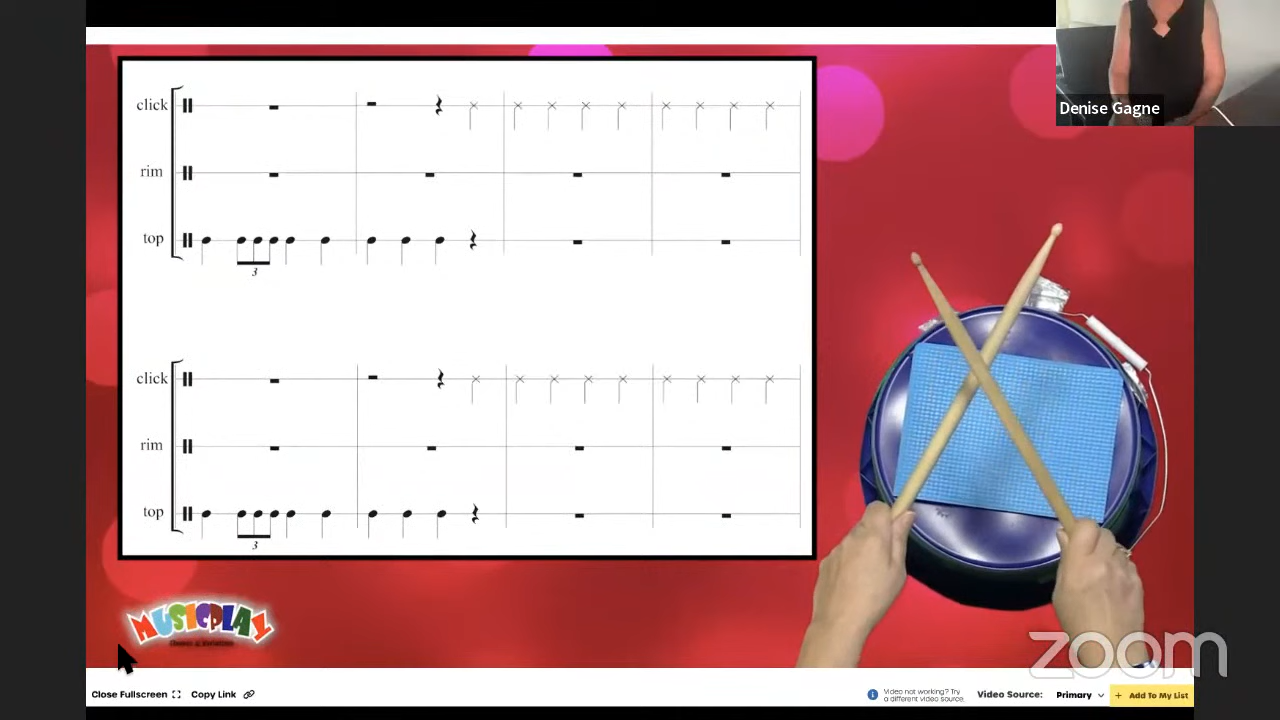 Denise Gagne
click
rim
top
3
click
rim
top
3
MUSICPLAY
zoom
Close Fullscreen
Copy Link
Video not working? Try
a different video source.
Video Source:
Primary
+ Add To My List